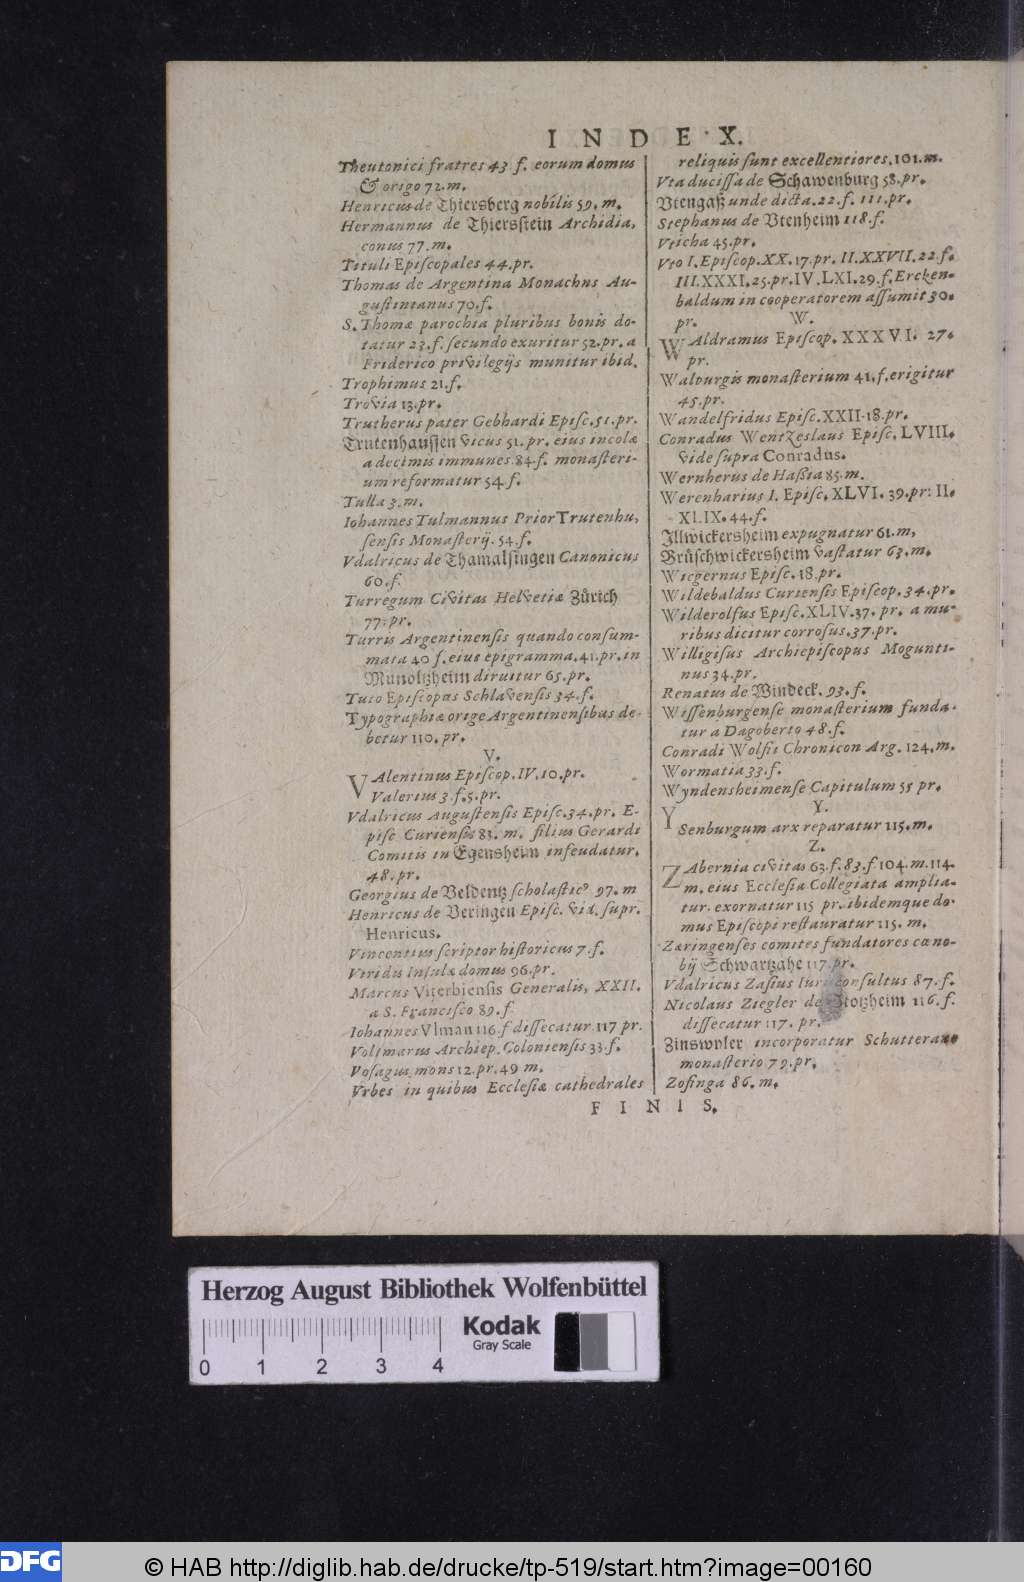 INDEX.
Theutonici fratres 43 f. eorum domus
& origo 72. m.
Henricus de Thiersberg nobilis 59. m.
Hermannus de Thierstein Archidia,
conus 77. m.
Tituli Episcopales 44. pr.
Thomas de Argentina Monachus Au-
gustinianus 70. f.
S. Thomæ parochia pluribus bonis do-
tatur 23. f. secundo exuritur 52. pr. a
Friderico privilegijs munitur ibid.
Trophimus 21. f.
Trovia 13. pr.
Trutherus pater Gebhardi Episc. 51. pr.
Trutenhaussen vicus 51. pr. eius incolæ
a decimis immunes 84. f. monasteri-
um reformatur 54. f.
Tulla 3. m.
Iohannes Tulmannus Prior Trutenhu,
sensis Monasterij. 54. f.
Vdalricus de Thamalsingen Canonicus
60. f.
Turregum Civitas Helvetiæ Zürich
77. pr.
Turris Argentinensis quando consum-
mata 40 f. eius epigramma. 41. pr. in
Munoltzheim diruitur 65. pr.
Tuto Episcopus Schlavensis 34. f.
Typographiæ orige Argentinensibus de-
betur 110. pr.
V.
VAlentinus Episcop. IV. 10. pr.
Valerius 3. f. 5. pr.
Vdalricus Augustensis Episc. 34. pr. E-
pisc Curiensis 83. m. filius Gerardi
Comitis in Egensheim infeudatur.
48. pr.
Georgius de Veldentz scholastic9 97. m
Henricus de Veringen Episc. vid. supr.
Henricus.
Vincentius scriptor historicus 7. f.
Viridis Insulæ domus 96. pr.
Marcus Viterbiensis Generalis, XXII.
a S. Francisco 89. f.
Iohannes Vlman 116. f dissecatur 117 pr.
Volimarus Archiep. Coloniensis 33. f.
Vosagus mons 12. pr. 49 m.
Vrbes in quibus Ecclesiæ cathedrales
reliquis sunt excellentiores. 101. m.
Vta ducissa de Schawenburg 58. pr.
Vtengaß unde dicta. 22. f. 111. pr.
Stephanus de Vtenheim 118. f.
Vticha 45. pr.
Vto I. Episcop. XX. 17. pr. II. XXVII. 22. f.
III. XXXI. 25. pr. IV. LXI. 29. f. Ercken-
baldum in cooperatorem assumit 30.
pr.
W.
WAldramus Episcop. XXXVI. 27.
pr.
Walpurgis monasterium 41. f. erigitur
45. pr.
Wandelfridus Episc. XXII. 18. pr.
Conradus Wentzeslaus Episc. LVIII.
vide supra Conradus.
Wernherus de Haßia 85. m.
Werenharius I. Episc. XLVI. 39. pr: II.
XLIX. 44. f.
Illwickersheim expugnatur 61. m.
Brüschwickersheim vastatur 63. m.
Wicgernus Episc. 18. pr.
Wildebaldus Curiensis Episcop. 34. pr.
Wilderolfus Episc. XLIV. 37. pr. a mu-
ribus dicitur corrosus. 37. pr.
Willigisus Archiepiscopus Mogunti-
nus 34. pr.
Renatus de Windeck. 93. f.
Wissenburgense monasterium funda-
tur à Dagoberto 48. f.
Conradi Wolfii Chronicon Arg. 124. m.
Wormatia 33. f.
Wyndensheimense Capitulum 55 pr.
Y.
YSenburgum arx reparatur 115. m.
Z.
ZAbernia civitas 63. f. 83. f 104. m. 114.
m. eius Ecclesia Collegiata amplia-
tur. exornatur 115 pr. ibidemque do-
mus Episcopi restauratur 115. m.
Zæringenses comites fundatores cœno-
bij Schwartzahe 117. pr.
Vdalricus Zasius Iurisconsultus 87. f.
Nicolaus Ziegler de Stotzheim 116. f.
dissecatur 117. pr.
Zinswyler incorporatur Schutterano
monasterio 79. pr.
Zofinga 86. m.
FINIS.
Herzog August Bibliothek Wolfenbüttel
0 1 2 3 4
Kodak
Gray Scale
DFG
© HAB http://diglib.hab.de/drucke/tp-519/start.htm?image=00160